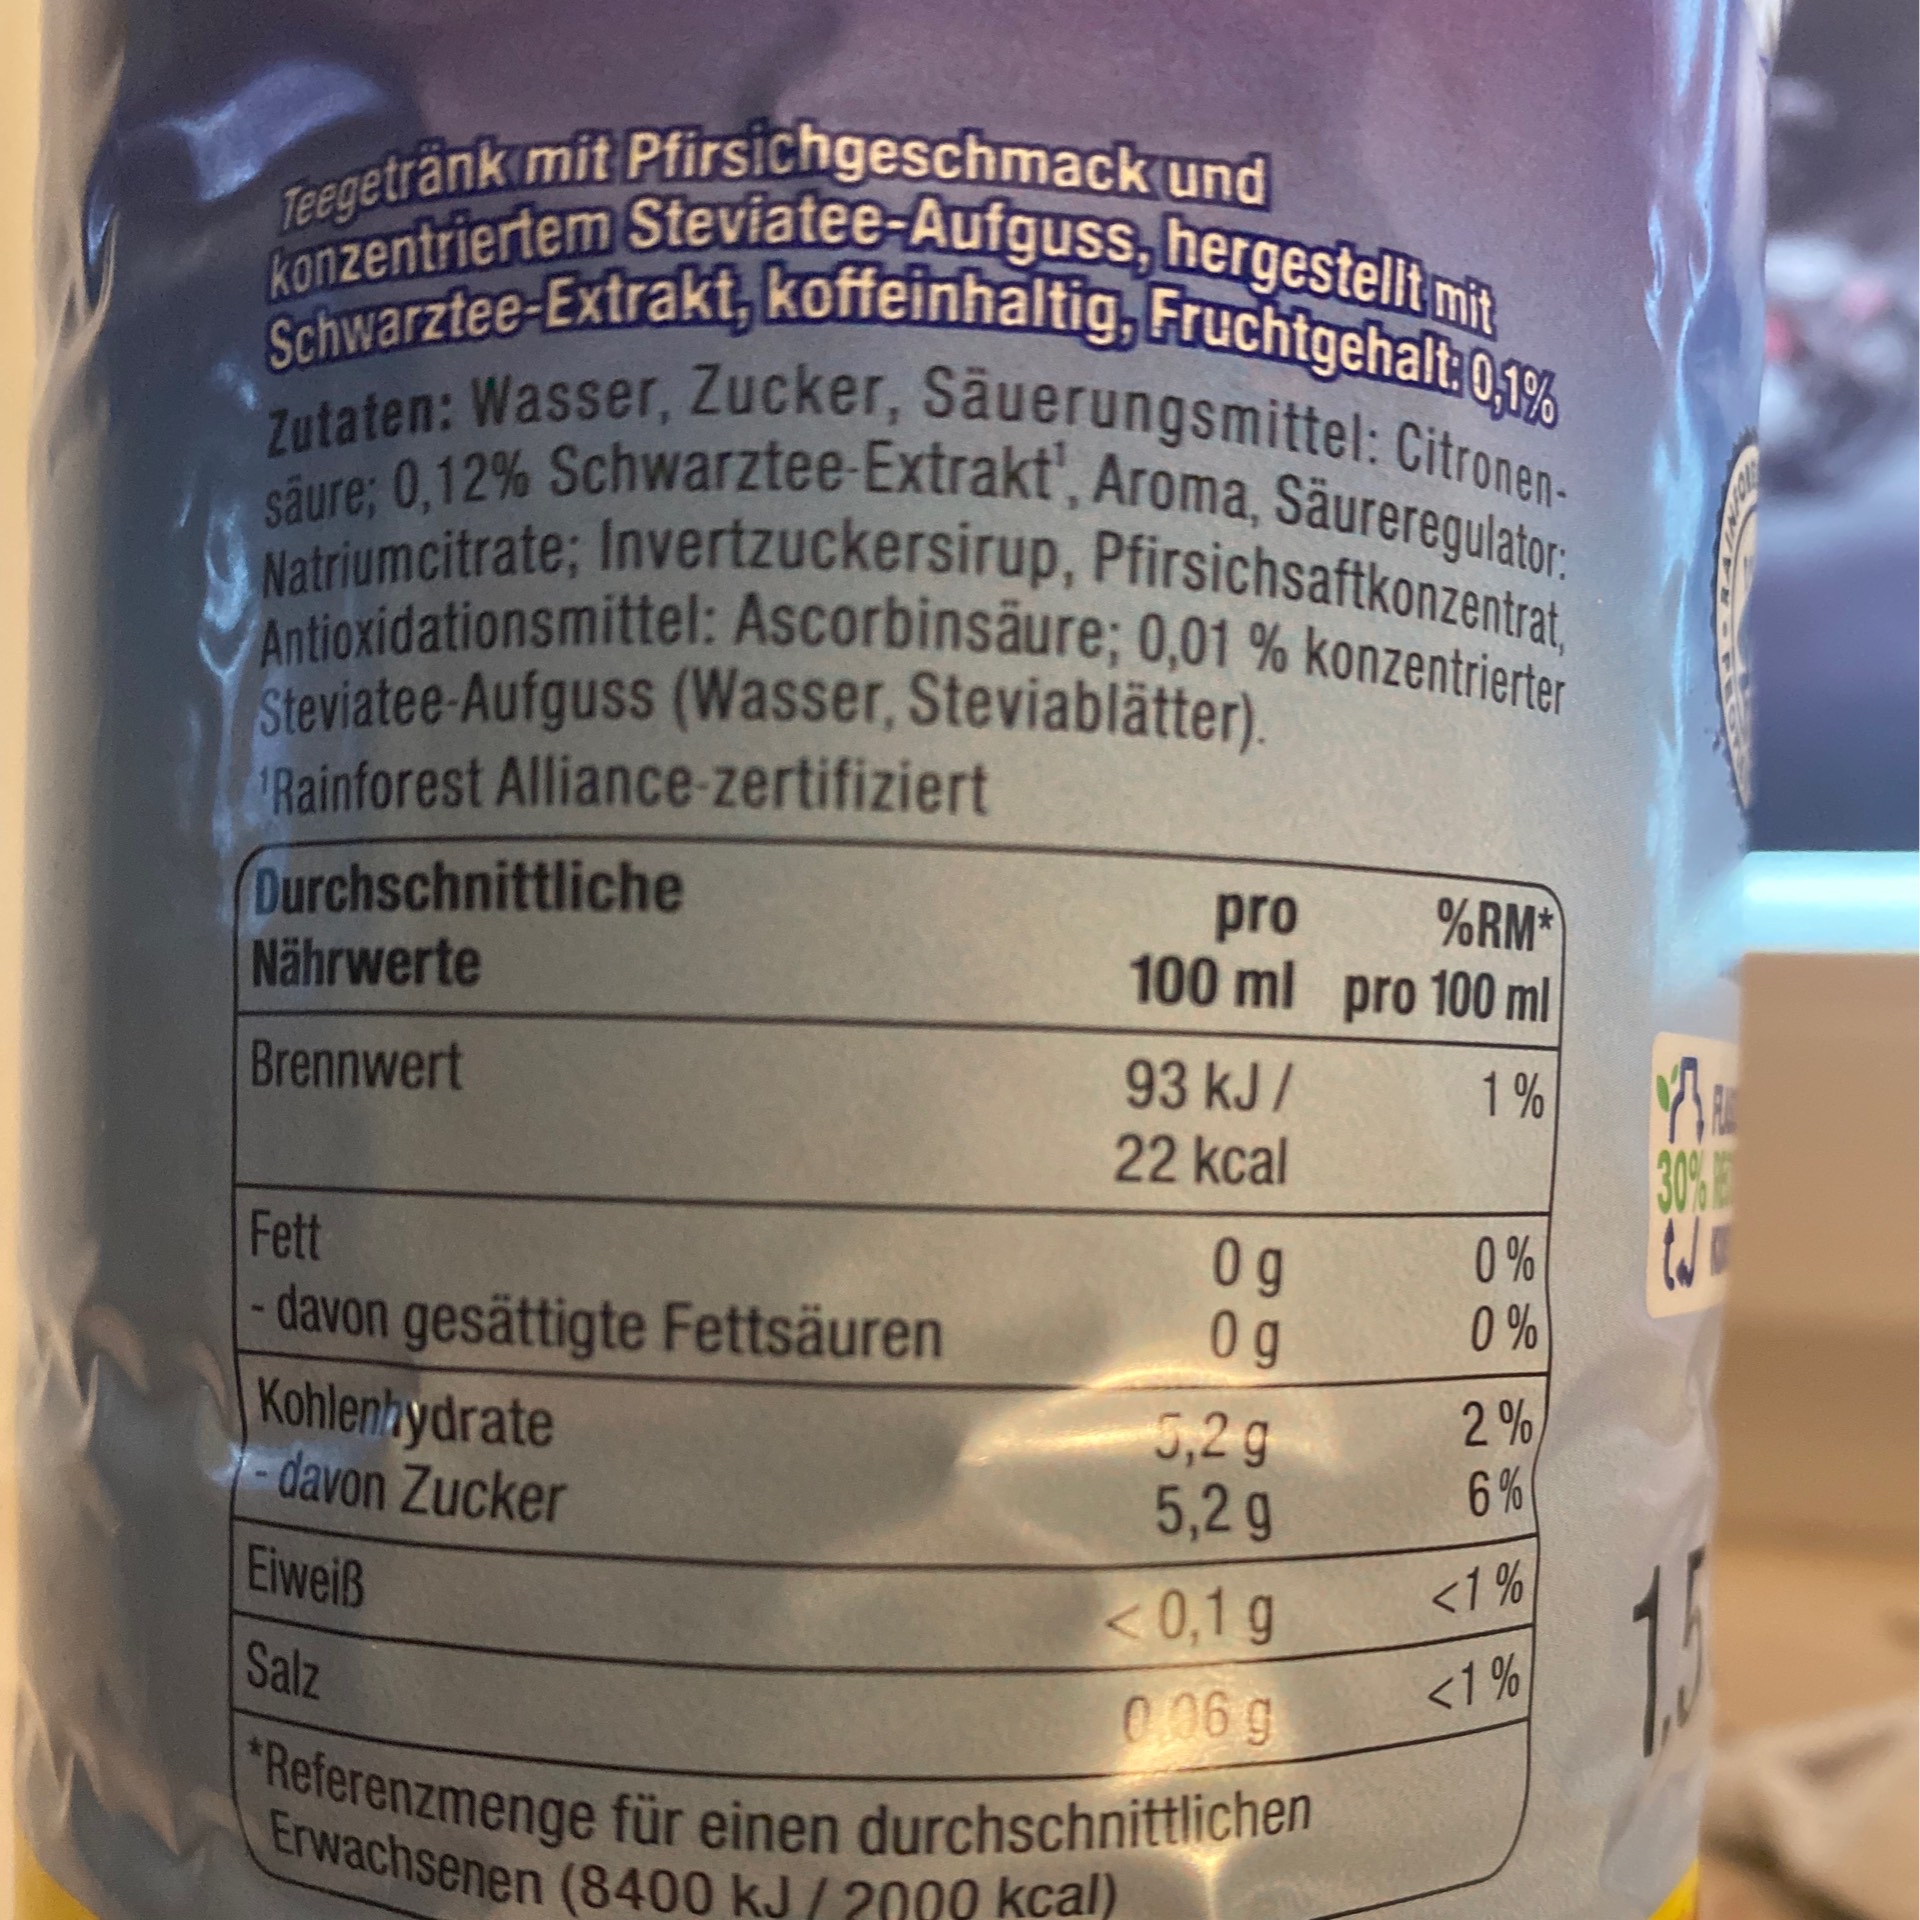 Teegetränk mit Pfirsichgeschmack und
konzentriertem Steviatee-Aufguss, hergestellt mit
Schwarztee-Extrakt, koffeinhaltig, Fruchtgehalt: 0,1%
Zutaten: Wasser, Zucker, Säuerungsmittel: Citronen-
säure; 0,12% Schwarztee-Extrakt¹, Aroma, Säureregulator:
Natriumcitrate; Invertzuckersirup, Pfirsichsaftkonzentrat,
Antioxidationsmittel: Ascorbinsäure; 0,01 % konzentrierter
Steviatee-Aufguss (Wasser, Steviablätter).
¹Rainforest Alliance-zertifiziert
Durchschnittliche pro %RM*
Nährwerte 100 ml pro 100 ml
Brennwert 93 kJ / 1 %
22 kcal
Fett 0 g 0 %
- davon gesättigte Fettsäuren 0 g 0 %
Kohlenhydrate 5,2 g 2 %
- davon Zucker 5,2 g 6 %
Eiweiß < 0,1 g <1 %
Salz 0,06 g <1 %
*Referenzmenge für einen durchschnittlichen
Erwachsenen (8400 kJ / 2000 kcal)
30%
1,5